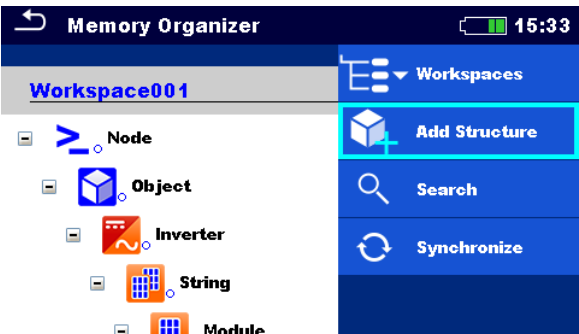 Memory Organizer 15:33
Workspace001
Node
Object
Inverter
String
Module
Workspaces
Add Structure
Search
Synchronize